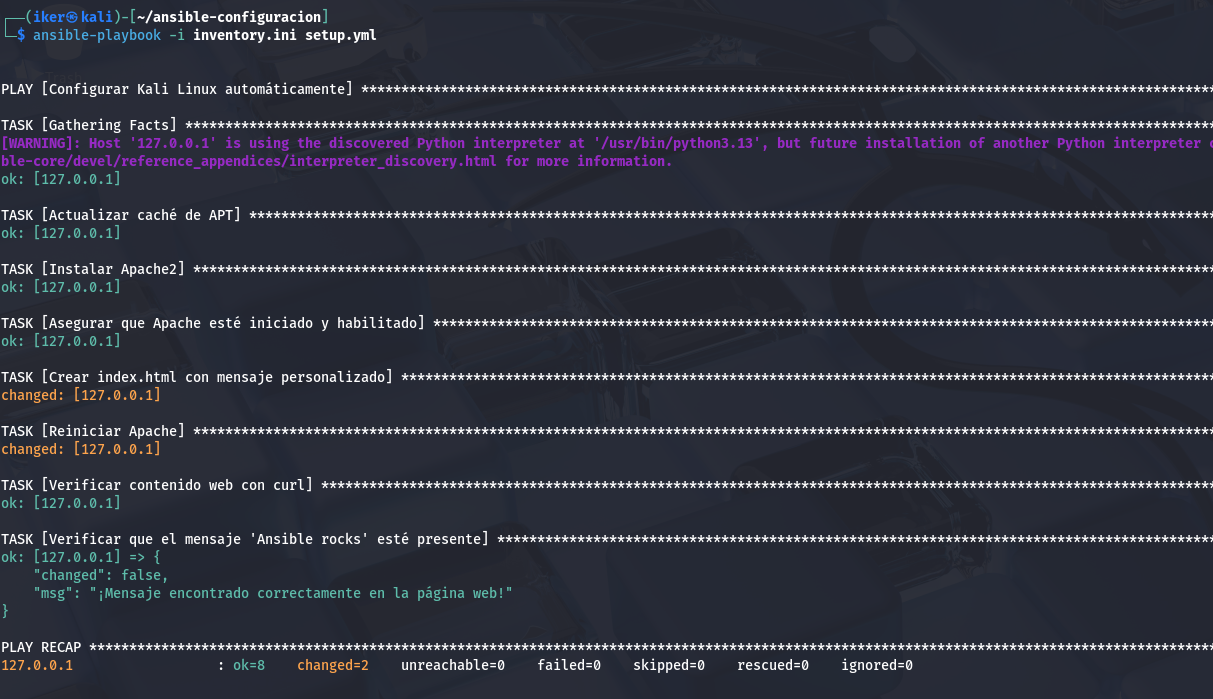 ┌──(iker㉿kali)-[~/ansible-configuracion]
└─$ ansible-playbook -i inventory.ini setup.yml
PLAY [Configurar Kali Linux automáticamente] **********************************************************************************************************
TASK [Gathering Facts] ********************************************************************************************************************************
[WARNING]: Host '127.0.0.1' is using the discovered Python interpreter at '/usr/bin/python3.13', but future installation of another Python interpreter
ble-core/devel/reference_appendices/interpreter_discovery.html for more information.
ok: [127.0.0.1]
TASK [Actualizar caché de APT] ************************************************************************************************************************
ok: [127.0.0.1]
TASK [Instalar Apache2] *******************************************************************************************************************************
ok: [127.0.0.1]
TASK [Asegurar que Apache esté iniciado y habilitado] *************************************************************************************************
ok: [127.0.0.1]
TASK [Crear index.html con mensaje personalizado] *****************************************************************************************************
changed: [127.0.0.1]
TASK [Reiniciar Apache] *******************************************************************************************************************************
changed: [127.0.0.1]
TASK [Verificar contenido web con curl] ***************************************************************************************************************
ok: [127.0.0.1]
TASK [Verificar que el mensaje 'Ansible rocks' esté presente] *****************************************************************************************
ok: [127.0.0.1] => {
    "changed": false,
    "msg": "¡Mensaje encontrado correctamente en la página web!"
}
PLAY RECAP ********************************************************************************************************************************************
127.0.0.1                  : ok=8    changed=2    unreachable=0    failed=0    skipped=0    rescued=0    ignored=0